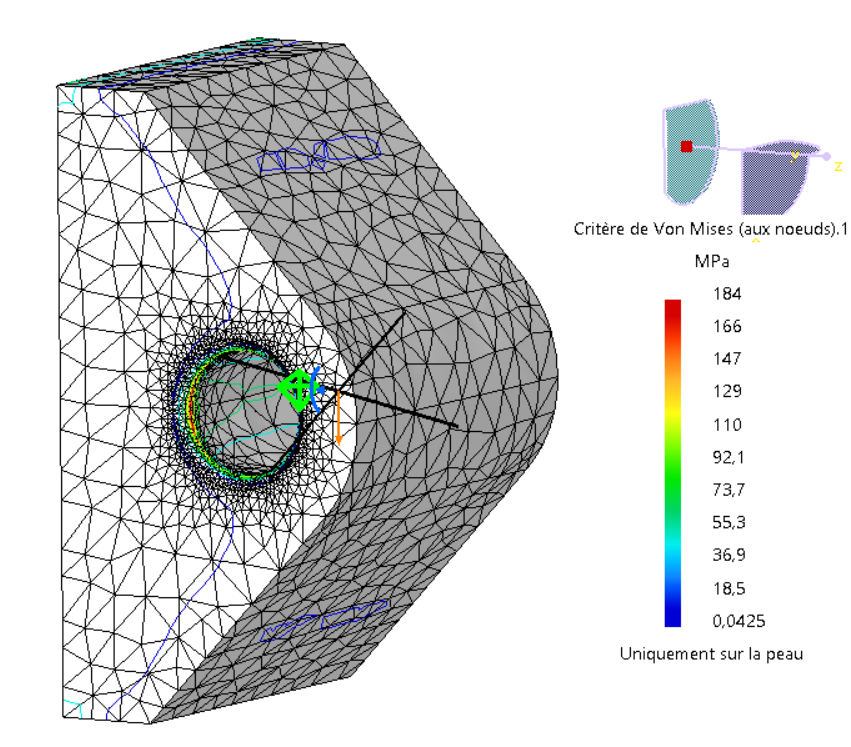 y
z
Critère de Von Mises (aux noeuds).1
MPa
184
166
147
129
110
92,1
73,7
55,3
36,9
18,5
0,0425
Uniquement sur la peau